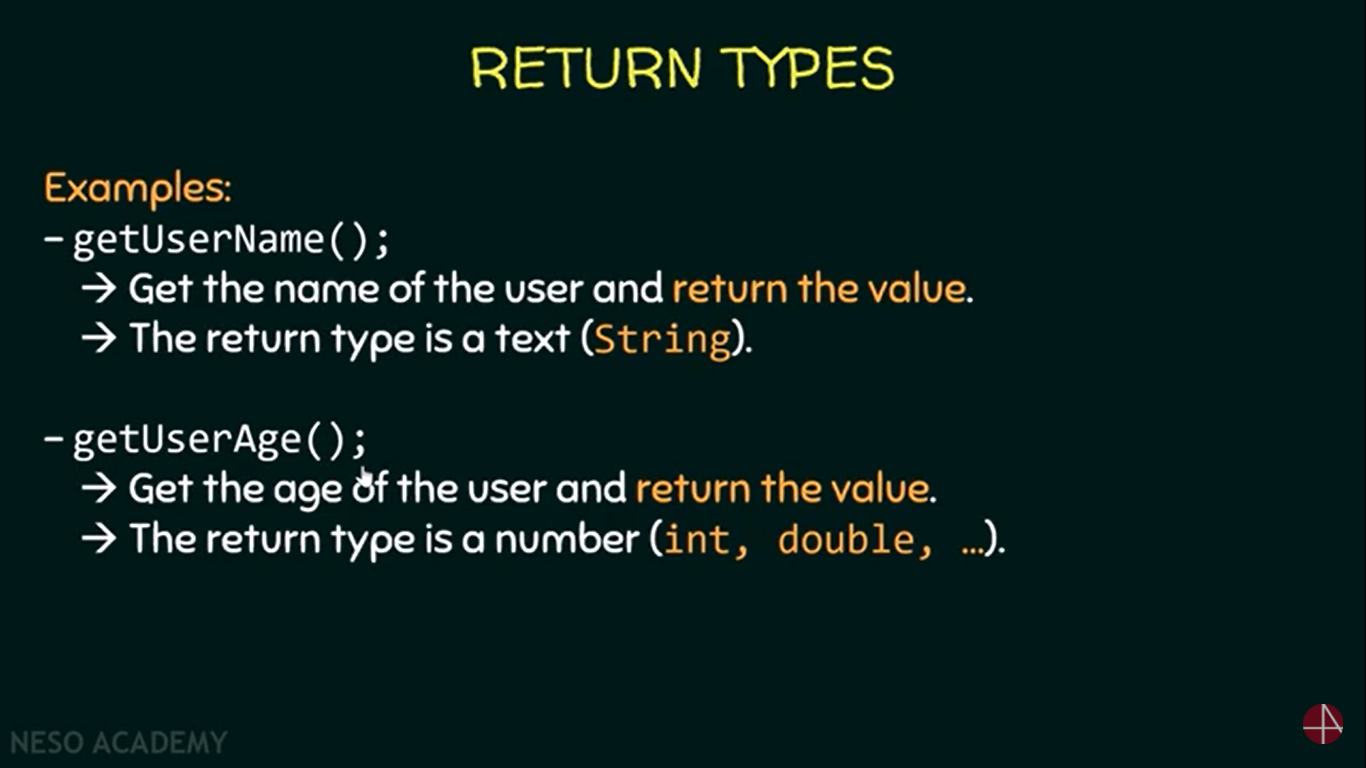 RETURN TYPES
Examples:
– getUserName();
→ Get the name of the user and return the value.
→ The return type is a text (String).
– getUserAge();
→ Get the age of the user and return the value.
→ The return type is a number (int, double, …).
NESO ACADEMY